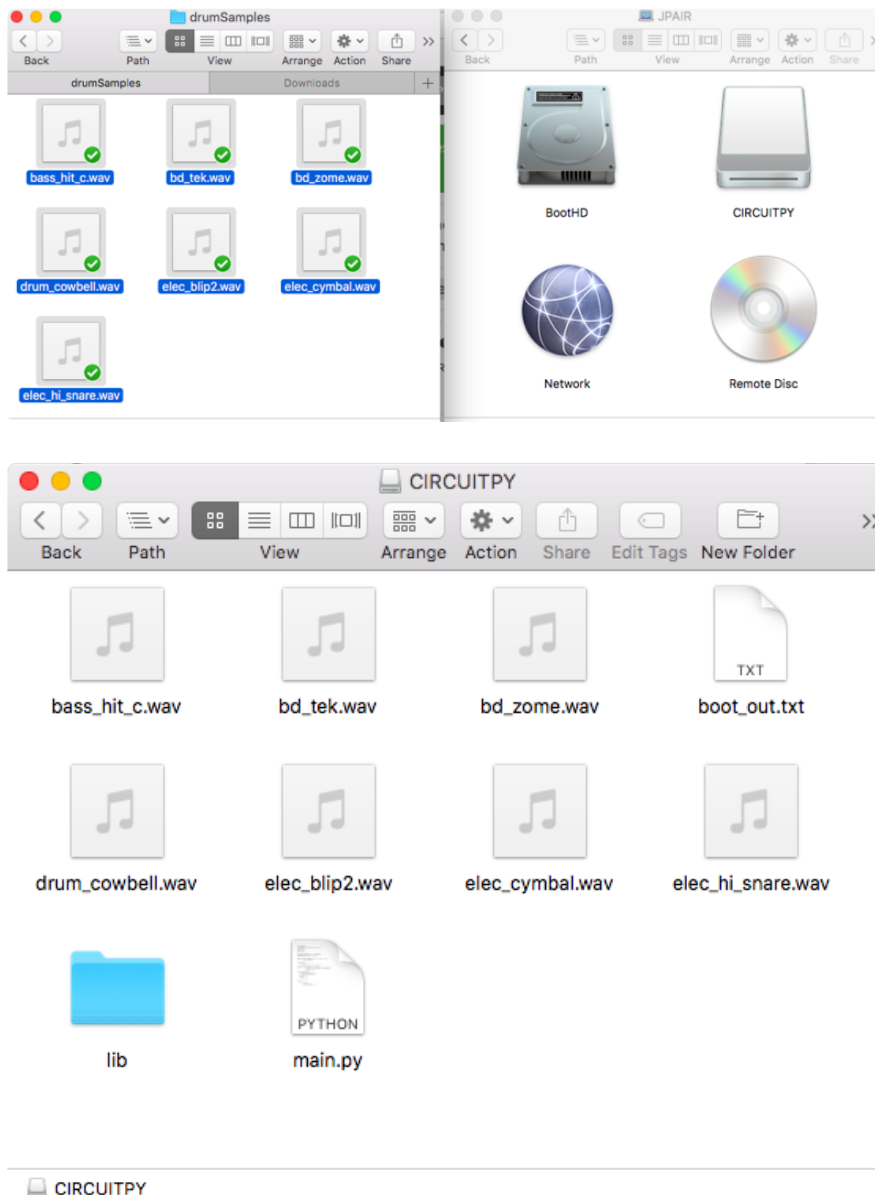 drumSamples
Back Path View Arrange Action Share
drumSamples Downloads
bass_hit_c.wav bd_tek.wav bd_zome.wav
drum_cowbell.wav elec_blip2.wav elec_cymbal.wav
elec_hi_snare.wav
JPAIR
Back Path View Arrange Action Share
BootHD CIRCUITPY
Network Remote Disc
CIRCUITPY
Back Path View Arrange Action Share Edit Tags New Folder
TXT
bass_hit_c.wav bd_tek.wav bd_zome.wav boot_out.txt
drum_cowbell.wav elec_blip2.wav elec_cymbal.wav elec_hi_snare.wav
PYTHON
lib main.py
CIRCUITPY